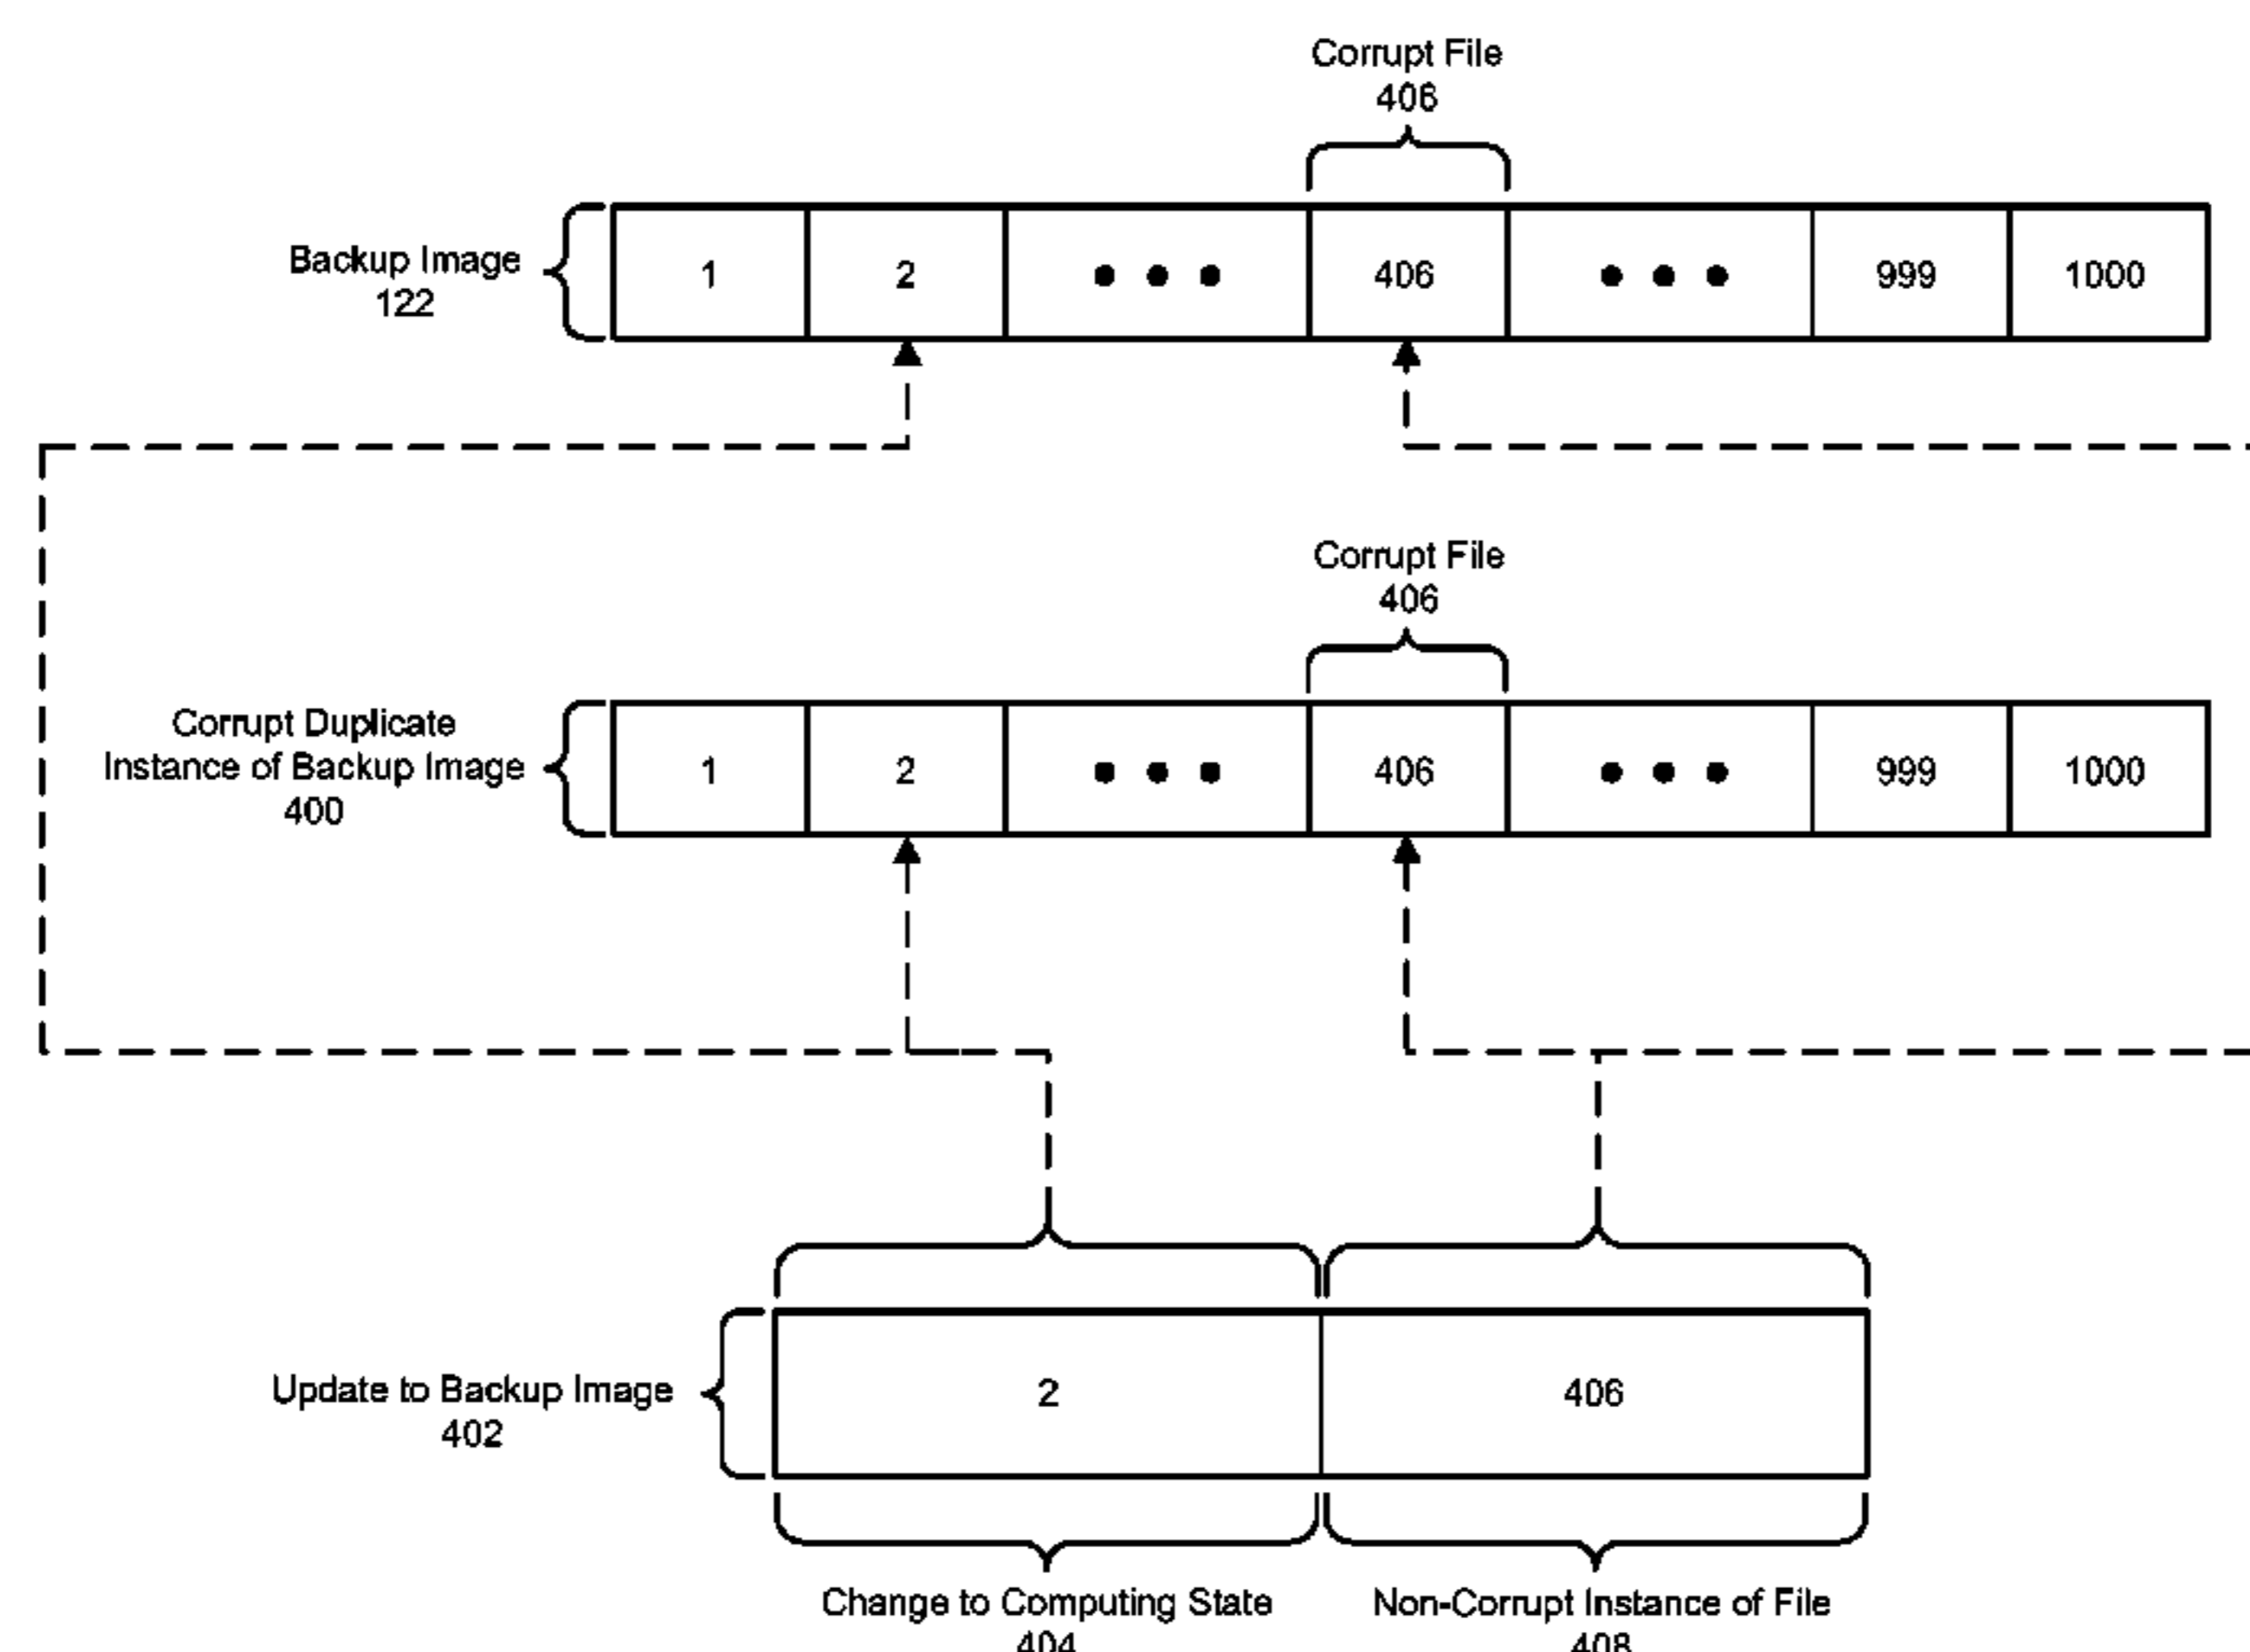 Corrupt File
406
Backup Image
122
1 2 • • • 406 • • • 999 1000
Corrupt File
406
Corrupt Duplicate
Instance of Backup Image
400
1 2 • • • 406 • • • 999 1000
Update to Backup Image
402
2 406
Change to Computing State
404
Non-Corrupt Instance of File
408